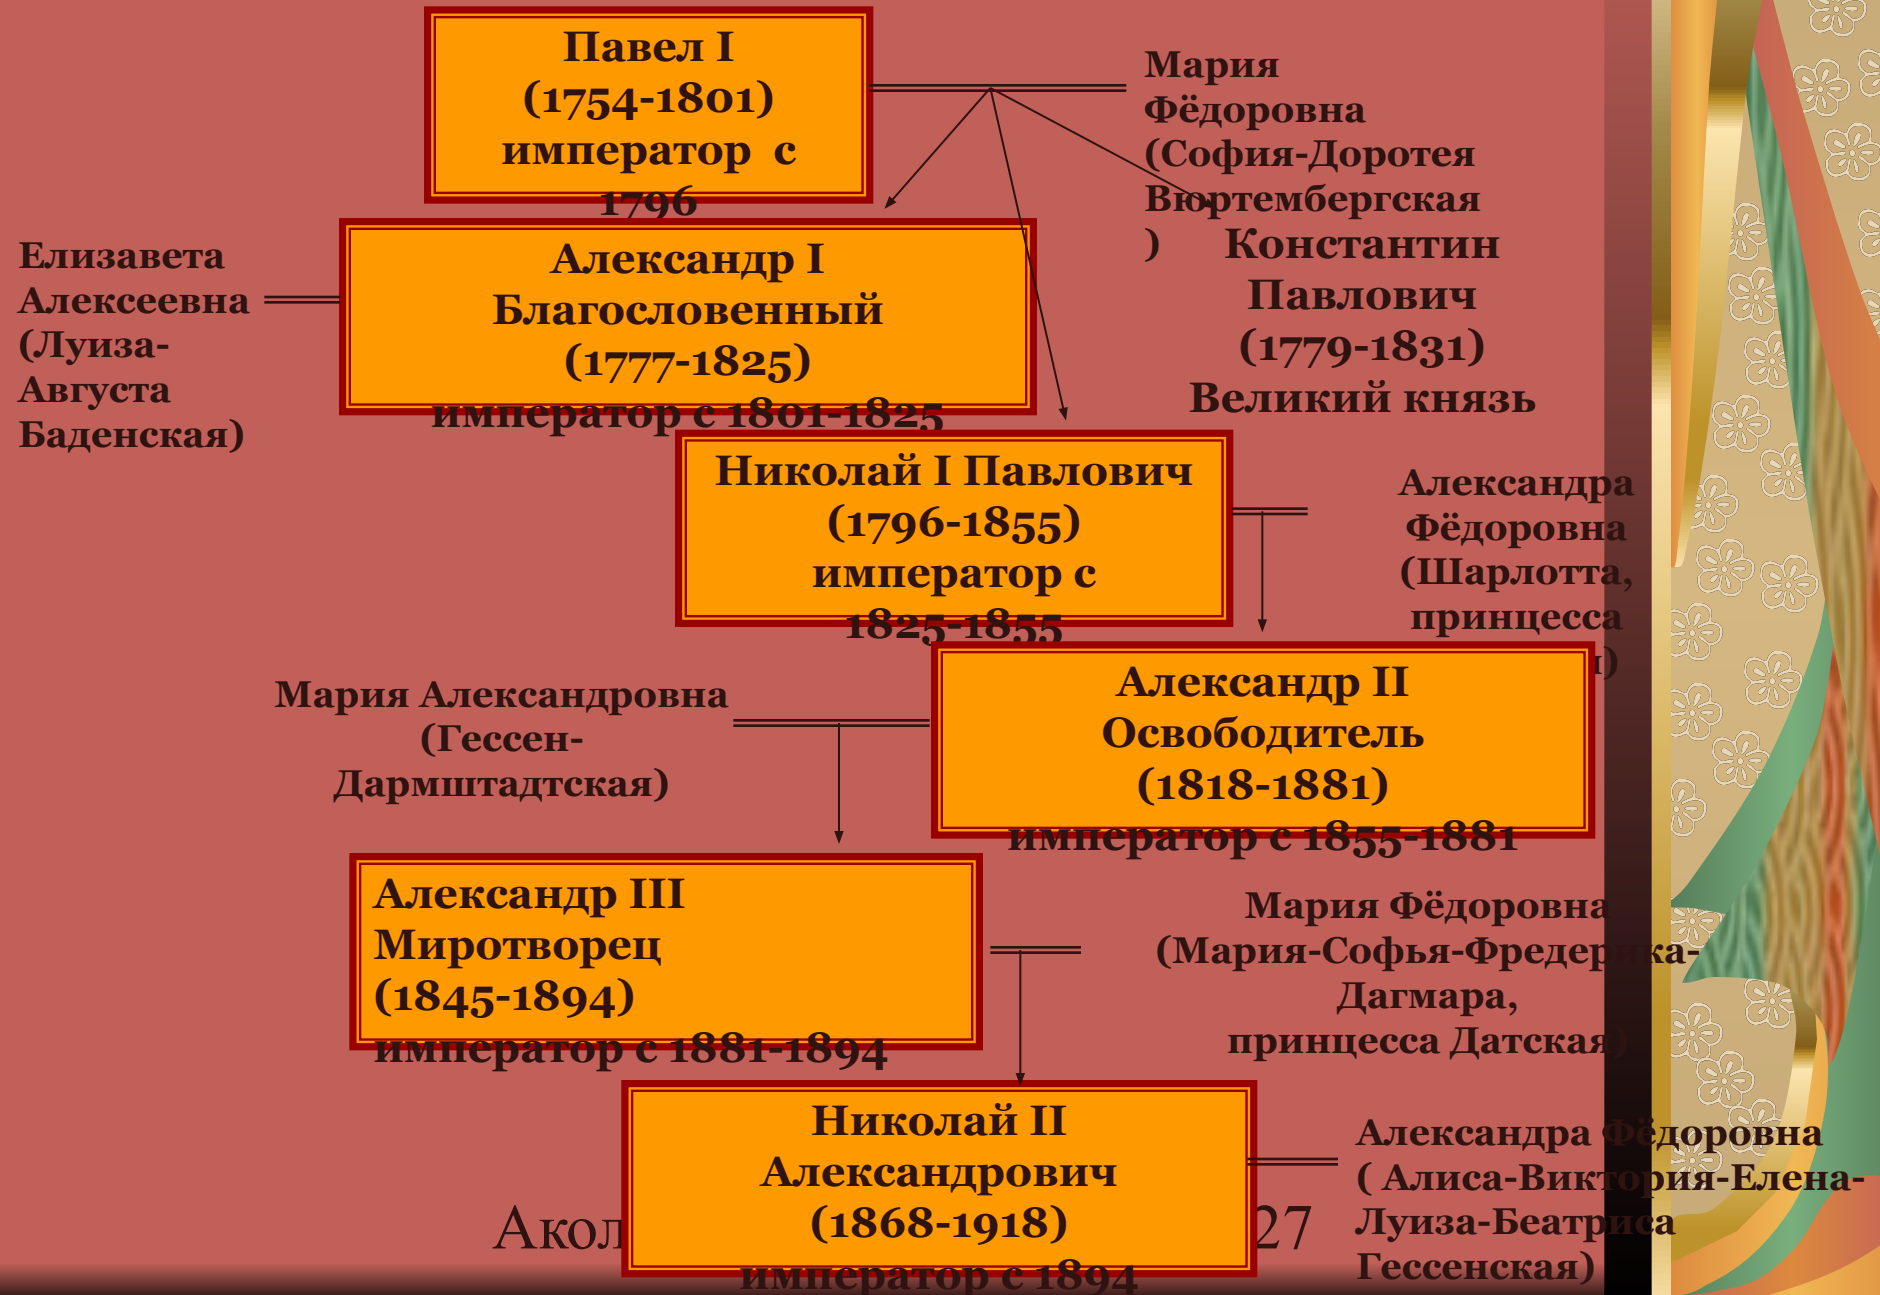 Павел I
(1754-1801)
император с
1796
Мария
Фёдоровна
(София-Доротея
Вюртембергская
)
Елизавета
Алексеевна
(Луиза-
Августа
Баденская)
Александр I
Благословенный
(1777-1825)
император с 1801-1825
Константин
Павлович
(1779-1831)
Великий князь
Николай I Павлович
(1796-1855)
император с
1825-1855
Александра
Фёдоровна
(Шарлотта,
принцесса
Мария Александровна
(Гессен-
Дармштадтская)
Александр II
Освободитель
(1818-1881)
император с 1855-1881
Александр III
Миротворец
(1845-1894)
император с 1881-1894
Мария Фёдоровна
(Мария-Софья-Фредерика-
Дагмара,
принцесса Датская)
Николай II
Александрович
(1868-1918)
император с 1894
Александра Фёдоровна
( Алиса-Виктория-Елена-
Луиза-Беатриса
Гессенская)
27